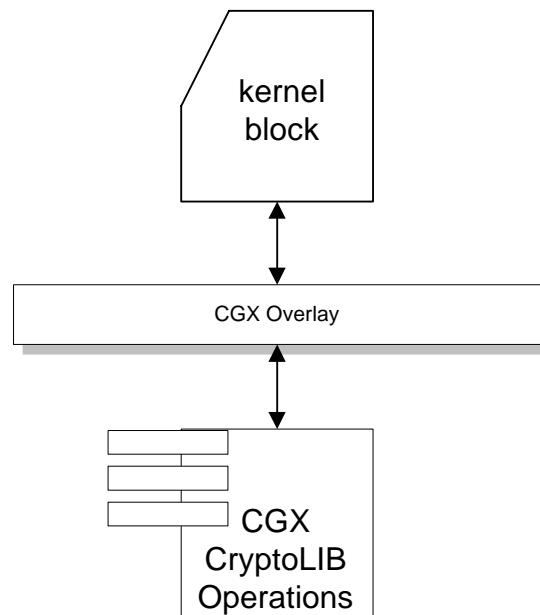 kernel
block
CGX Overlay
CGX
CryptoLIB
Operations